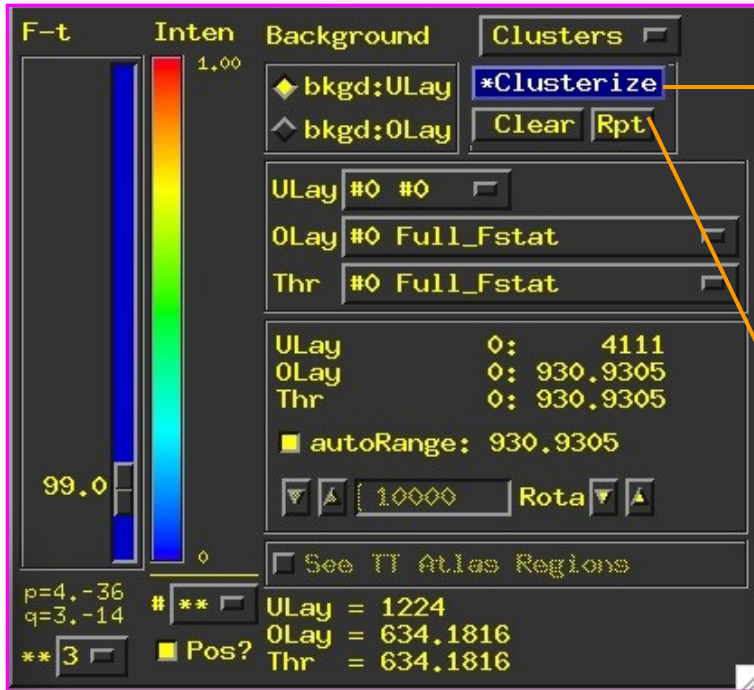 F-t Inten Background Clusters
1.00
bkgd:ULay *Clusterize
bkgd:OLay Clear Rpt
ULay #0 #0
OLay #0 Full_Fstat
Thr #0 Full_Fstat
ULay 0: 4111
OLay 0: 930.9305
Thr 0: 930.9305
autoRange: 930.9305
99.0
10000 Rota
0
See TT Atlas Regions
p=4.-36
q=3.-14
# **
** 3
Pos?
ULay = 1224
OLay = 634.1816
Thr = 634.1816